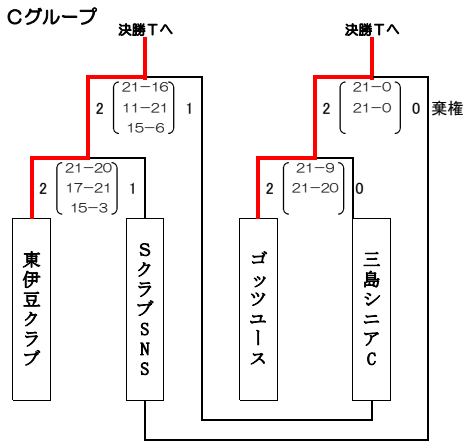 Cグループ
決勝Tへ 決勝Tへ
2 21-16 1 2 21-0 0 棄権
11-21 21-0
15-6
2 21-20 1 2 21-9 0
17-21 21-20
15-3
東伊豆クラブ
SクラブSNS
ゴッツユース
三島シニアC